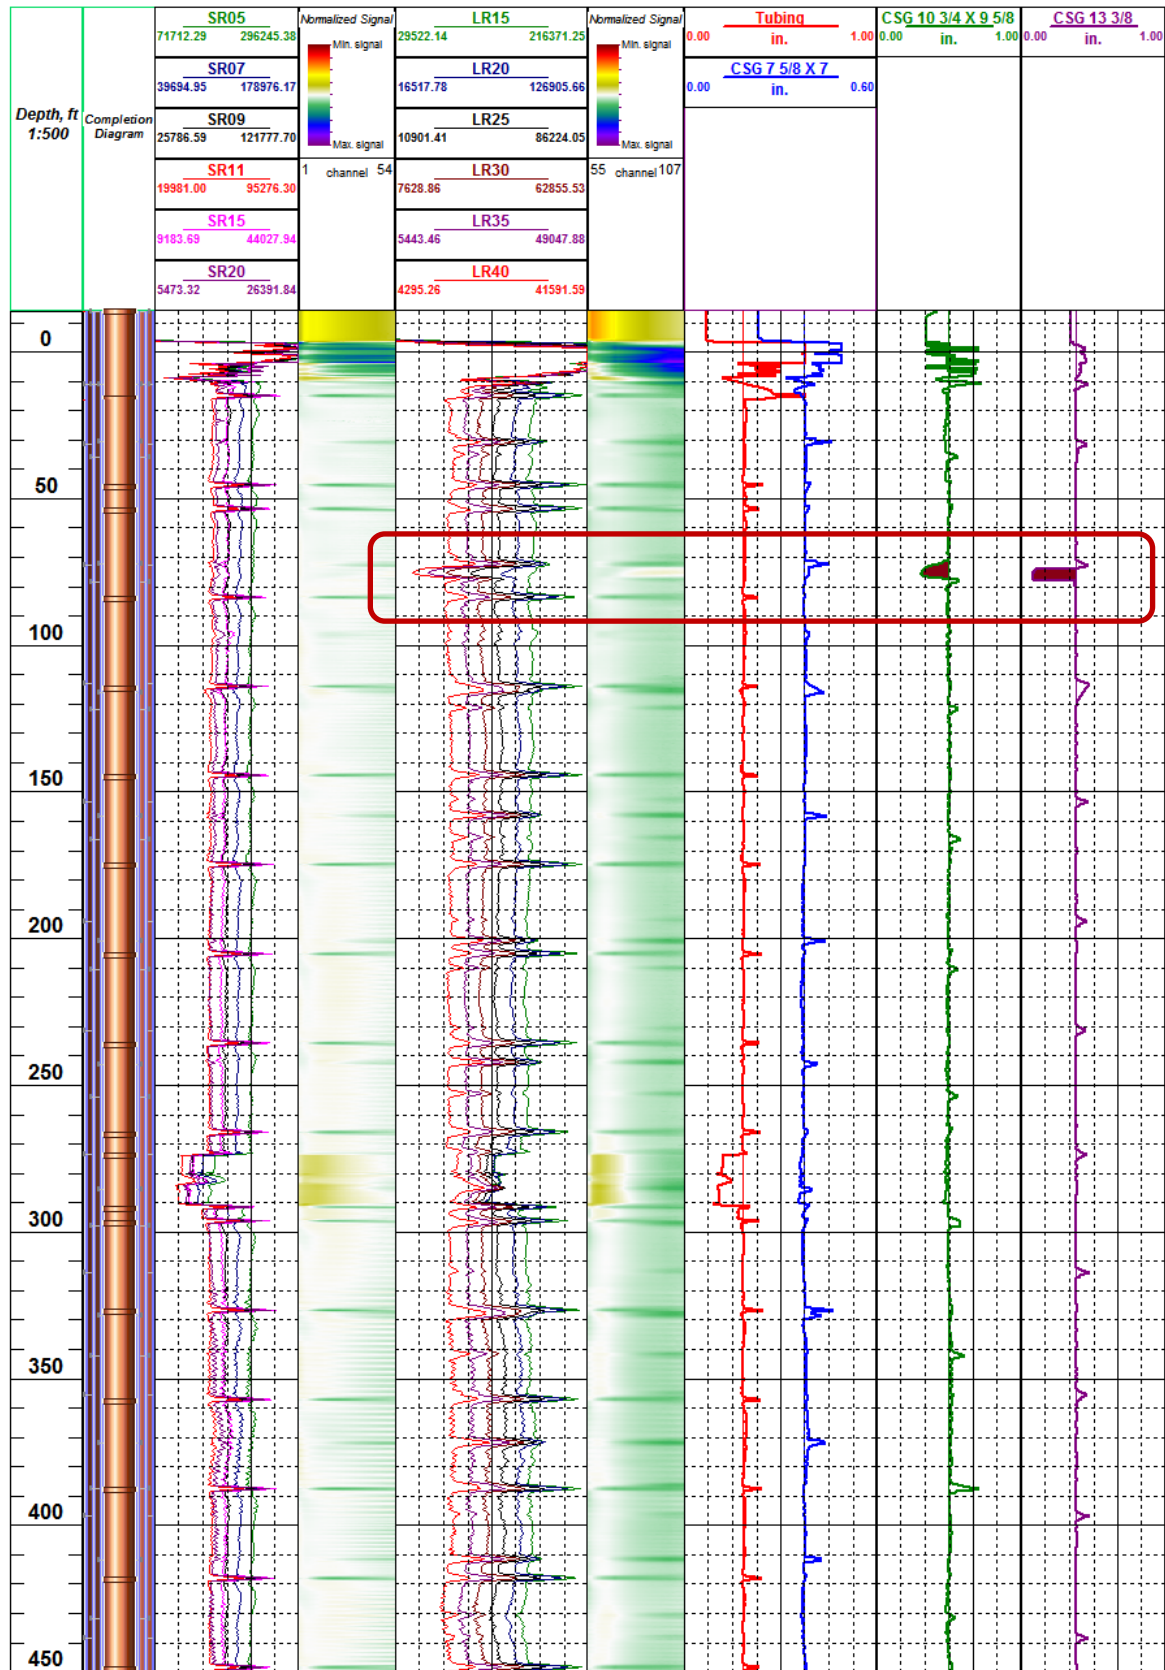 Depth, ft
1:500
Completion
Diagram
SR05
71712.29 296245.38
SR07
39694.95 178976.17
SR09
25786.59 121777.70
SR11
19981.00 95276.30
SR15
9183.69 44027.94
SR20
5473.32 26391.84
Normalized Signal
Min. signal
Max. signal
1 channel 54
LR15
29522.14 216371.25
LR20
16517.78 126905.66
LR25
10901.41 86224.05
LR30
7628.86 62855.53
LR35
5443.46 49047.88
LR40
4295.26 41591.59
Normalized Signal
Min. signal
Max. signal
55 channel 107
Tubing
0.00 in. 1.00
CSG 7 5/8 X 7
0.00 in. 0.60
CSG 10 3/4 X 9 5/8
0.00 in. 1.00
CSG 13 3/8
0.00 in. 1.00
0
50
100
150
200
250
300
350
400
450